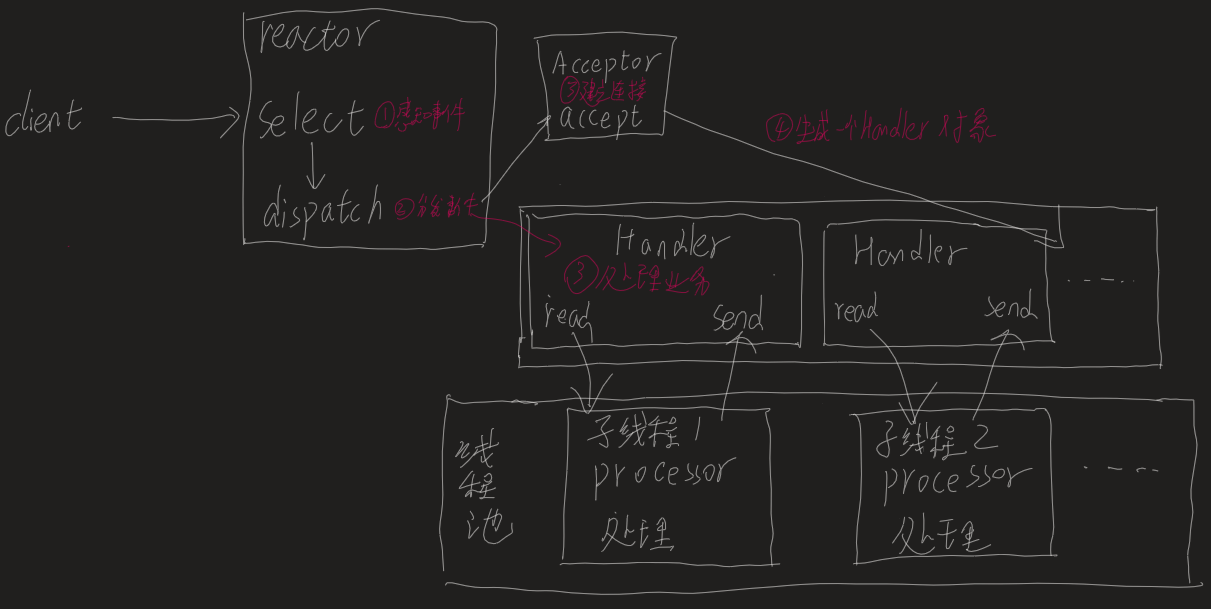 reactor
client
select ①感知事件
dispatch ②分发事件
Acceptor
③建立连接
accept
④生成一个Handler对象
Handler
③处理业务
read
send
Handler
read
send
.....
线程池
子线程1
processor
处理
子线程2
processor
处理
.....